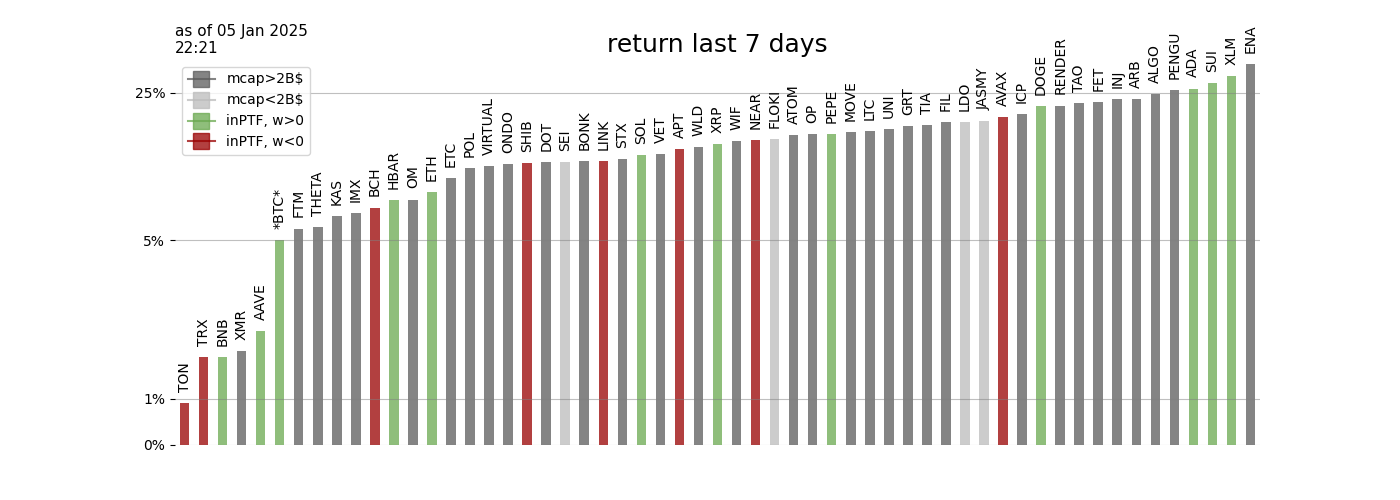 as of 05 Jan 2025
22:21
return last 7 days
mcap>2B$
mcap<2B$
inPTF, w>0
inPTF, w<0
25%
5%
1%
0%
TON
TRX
BNB
XMR
AAVE
*BTC*
FTM
THETA
KAS
IMX
BCH
HBAR
OM
ETH
ETC
POL
VIRTUAL
ONDO
SHIB
DOT
SEI
BONK
LINK
STX
SOL
VET
APT
WLD
XRP
WIF
NEAR
FLOKI
ATOM
OP
PEPE
MOVE
LTC
UNI
GRT
TIA
FIL
LDO
JASMY
AVAX
ICP
DOGE
RENDER
TAO
FET
INJ
ARB
ALGO
PENGU
ADA
SUI
XLM
ENA